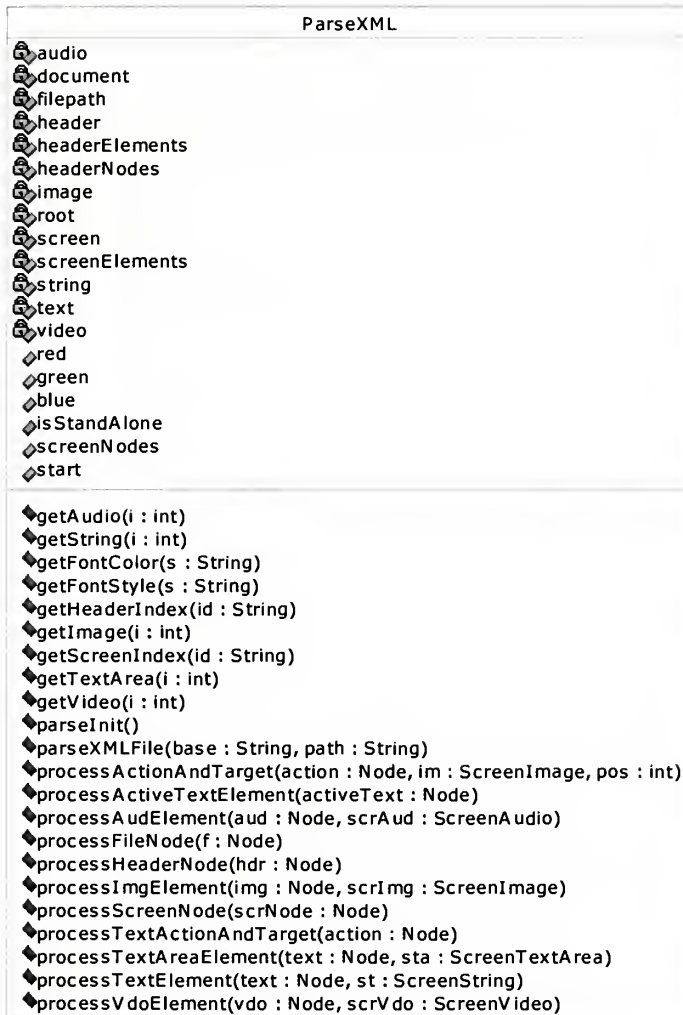 ParseXML
audio
document
filepath
header
headerElements
headerNodes
image
root
screen
screenElements
string
text
video
red
green
blue
isStandAlone
screenNodes
start
getAudio(i : int)
getString(i : int)
getFontColor(s : String)
getFontStyle(s : String)
getHeaderIndex(id : String)
getImage(i : int)
getScreenIndex(id : String)
getTextArea(i : int)
getVideo(i : int)
parseInit()
parseXMLFile(base : String, path : String)
processActionAndTarget(action : Node, im : ScreenImage, pos : int)
processActiveTextElement(activeText : Node)
processAudElement(aud : Node, scrAud : ScreenAudio)
processFileNode(f : Node)
processHeaderNode(hdr : Node)
processImgElement(img : Node, scrImg : ScreenImage)
processScreenNode(scrNode : Node)
processTextActionAndTarget(action : Node)
processTextAreaElement(text : Node, sta : ScreenTextArea)
processTextElement(text : Node, st : ScreenString)
processVdoElement(vdo : Node, scrVdo : ScreenVideo)